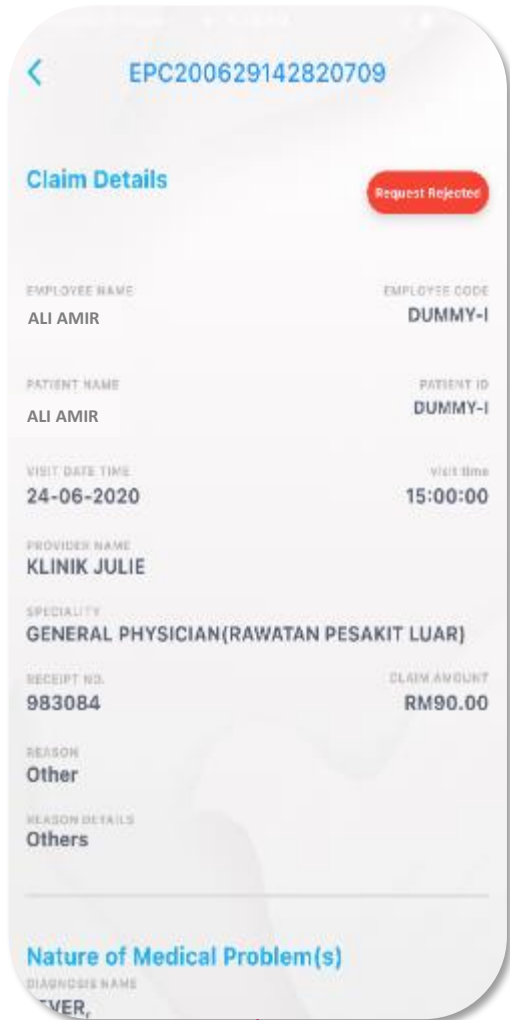 EPC200629142820709
Claim Details
Request Rejected
EMPLOYEE NAME EMPLOYEE CODE
ALI AMIR DUMMY-I
PATIENT NAME PATIENT ID
ALI AMIR DUMMY-I
VISIT DATE TIME Visit time
24-06-2020 15:00:00
PROVIDER NAME
KLINIK JULIE
SPECIALITY
GENERAL PHYSICIAN(RAWATAN PESAKIT LUAR)
RECEIPT NO. CLAIM AMOUNT
983084 RM90.00
REASON
Other
REASON DETAILS
Others
Nature of Medical Problem(s)
DIAGNOSIS NAME